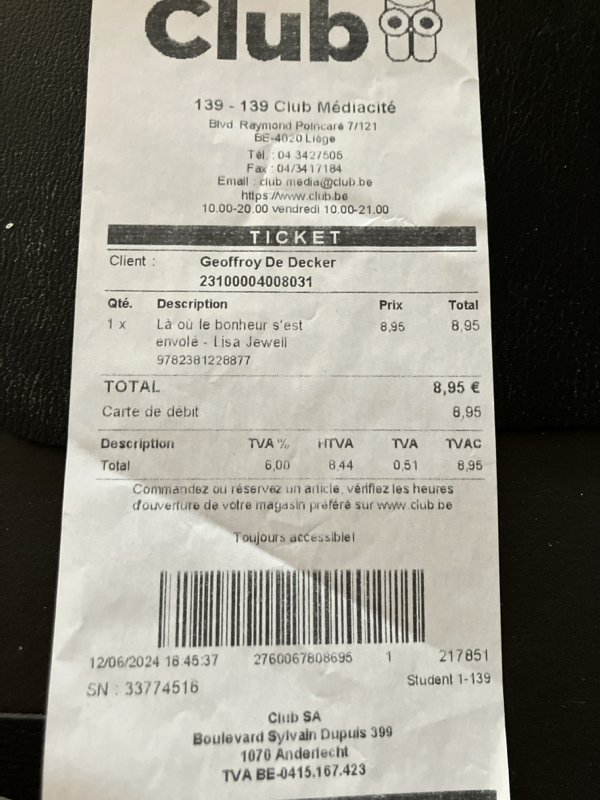 Club
139 - 139 Club Médiacité
Blvd. Raymond Poincaré 7/121
BE-4020 Liège
Tél. : 04 3427505
Fax : 04/3417184
Email : club.media@club.be
https://www.club.be
10.00-20.00 vendredi 10.00-21.00
TICKET
Client : Geoffroy De Decker
23100004008031
Qté. Description Prix Total
1 x Là où le bonheur s'est 8,95 8,95
envolé - Lisa Jewell
9782381228877
TOTAL 8,95 €
Carte de débit 8,95
Description TVA % HTVA TVA TVAC
Total 6,00 8,44 0,51 8,95
Commandez ou réservez un article, vérifiez les heures
d'ouverture de votre magasin préféré sur www.club.be
Toujours accessible!
12/06/2024 18.45:37 2760067808695 1 217851
SN : 33774516 Student 1-139
Club SA
Boulevard Sylvain Dupuis 399
1070 Anderlecht
TVA BE-0415.167.423